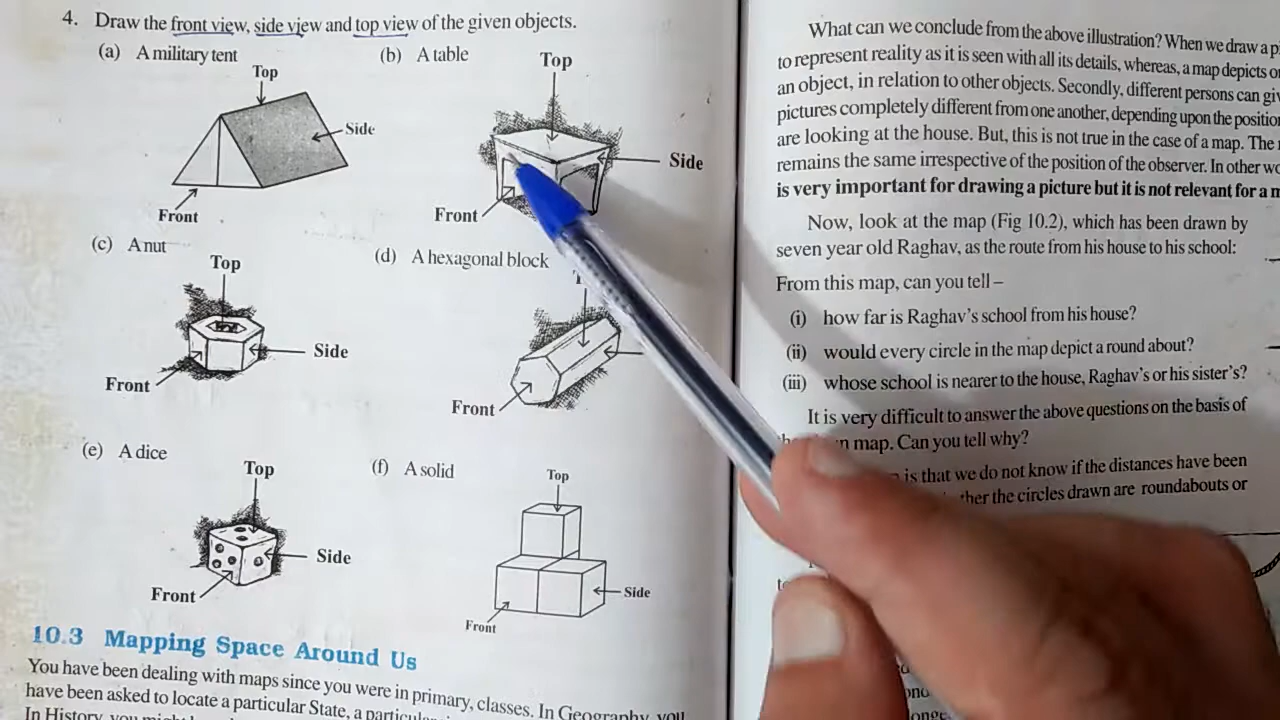 4. Draw the front view, side view and top view of the given objects.
(a) A military tent
(b) A table
Top
Side
Front
Top
Side
Front
(c) A nut
Top
Side
Front
(d) A hexagonal block
Front
(e) A dice
Top
Side
Front
(f) A solid
Top
Side
Front
10.3 Mapping Space Around Us
You have been dealing with maps since you were in primary, classes. In Geography, you
have been asked to locate a particular State, a particular
In History, you might
What can we conclude from the above illustration? When we draw a
to represent reality as it is seen with all its details, whereas, a map depicts
an object, in relation to other objects. Secondly, different persons can
pictures completely different from one another, depending upon the
are looking at the house. But, this is not true in the case of a map. The
remains the same irrespective of the position of the observer. In other
is very important for drawing a picture but it is not relevant for a
Now, look at the map (Fig 10.2), which has been drawn by
seven year old Raghav, as the route from his house to his school:
From this map, can you tell –
(i) how far is Raghav's school from his house?
(ii) would every circle in the map depict a round about?
(iii) whose school is nearer to the house, Raghav's or his sister's?
It is very difficult to answer the above questions on the basis of
map. Can you tell why?
is that we do not know if the distances have been
the circles drawn are roundabouts or